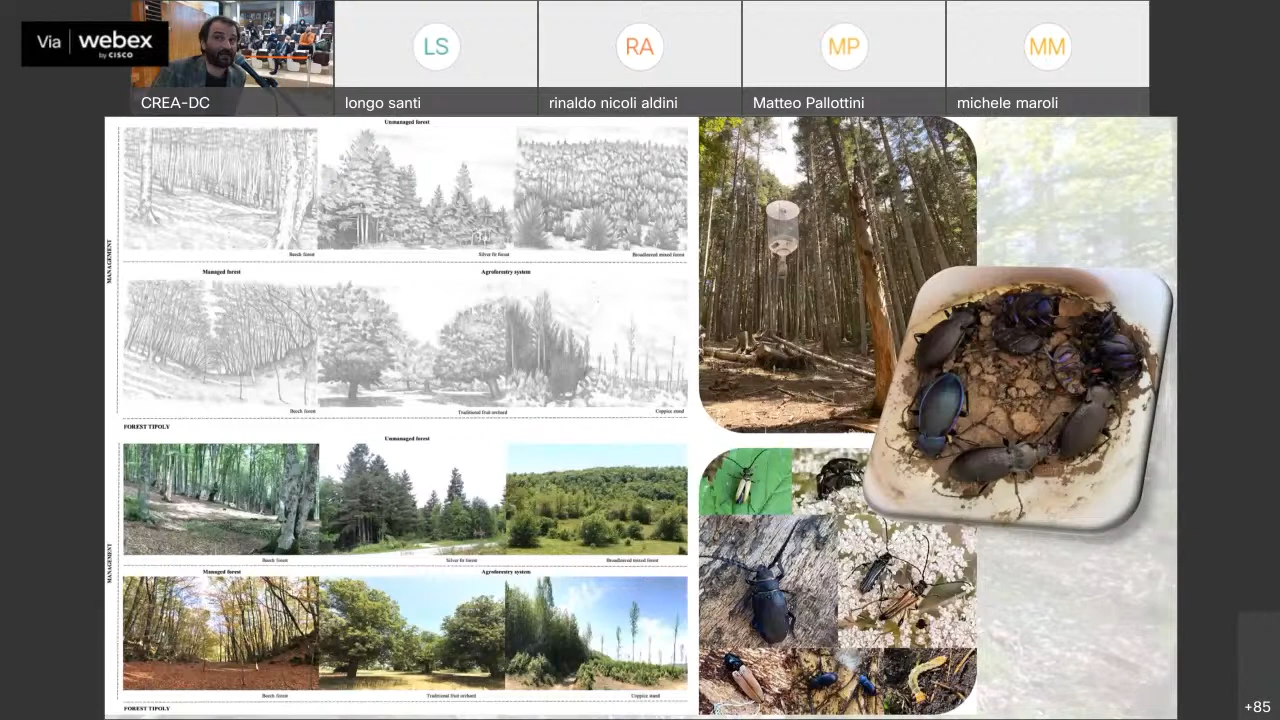 Via webex
by CISCO
LS
RA
MP
MM
CREA-DC
longo santi
rinaldo nicoli aldini
Matteo Pallottini
michele maroli
Unmanaged forest
MANAGEMENT
Beech forest
Silver fir forest
Broadleaved mixed forest
Managed forest
Agroforestry system
Beech forest
Traditional fruit orchard
Coppice stand
FOREST TIPOLY
Unmanaged forest
MANAGEMENT
Beech forest
Silver fir forest
Broadleaved mixed forest
Managed forest
Agroforestry system
Beech forest
Traditional fruit orchard
Coppice stand
FOREST TIPOLY
+85